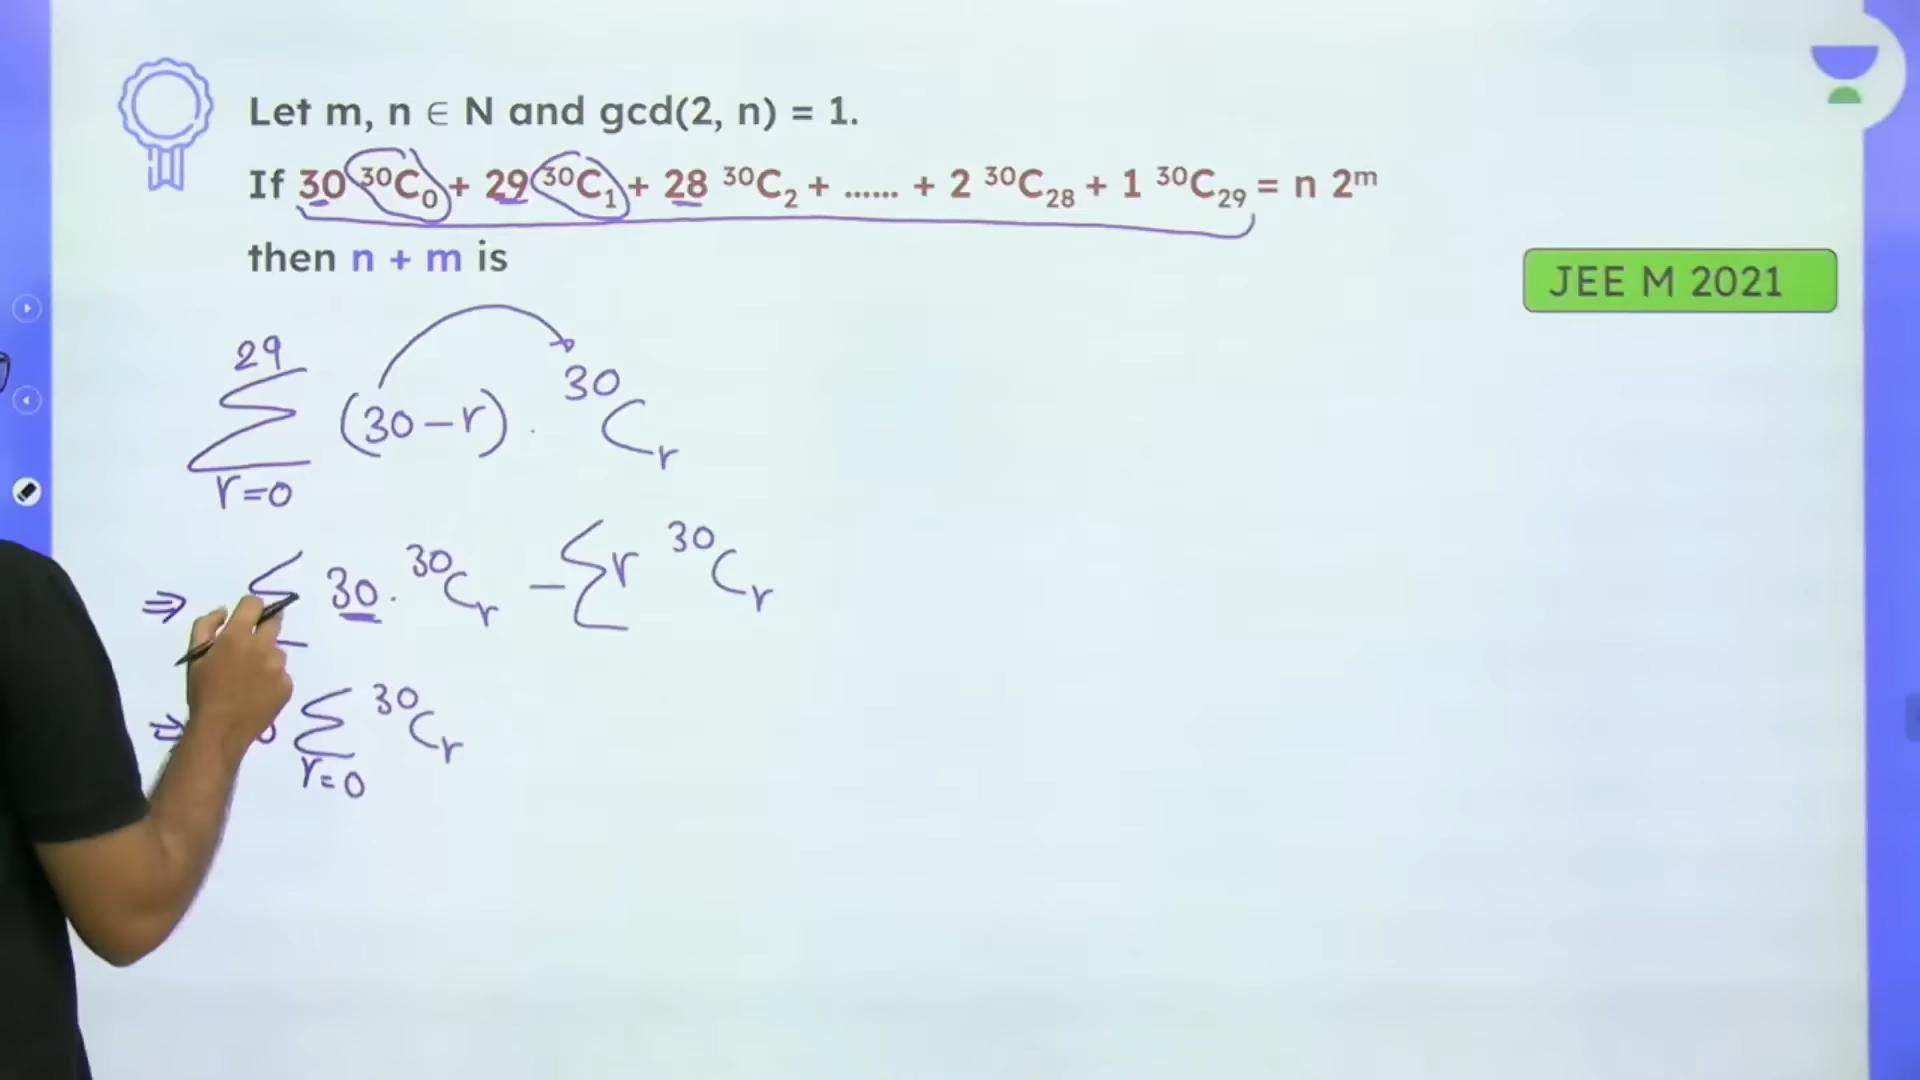 Let m, n ∈ N and gcd(2, n) = 1.
If 30 ³⁰C₀ + 29 ³⁰C₁ + 28 ³⁰C₂ + ...... + 2 ³⁰C₂₈ + 1 ³⁰C₂₉ = n 2ᵐ
then n + m is
JEE M 2021
29
Σ (30 − r) . ³⁰Cᵣ
r=0
⇒ Σ 30 . ³⁰Cᵣ − Σ r ³⁰Cᵣ
⇒ Σ ³⁰Cᵣ
r=0